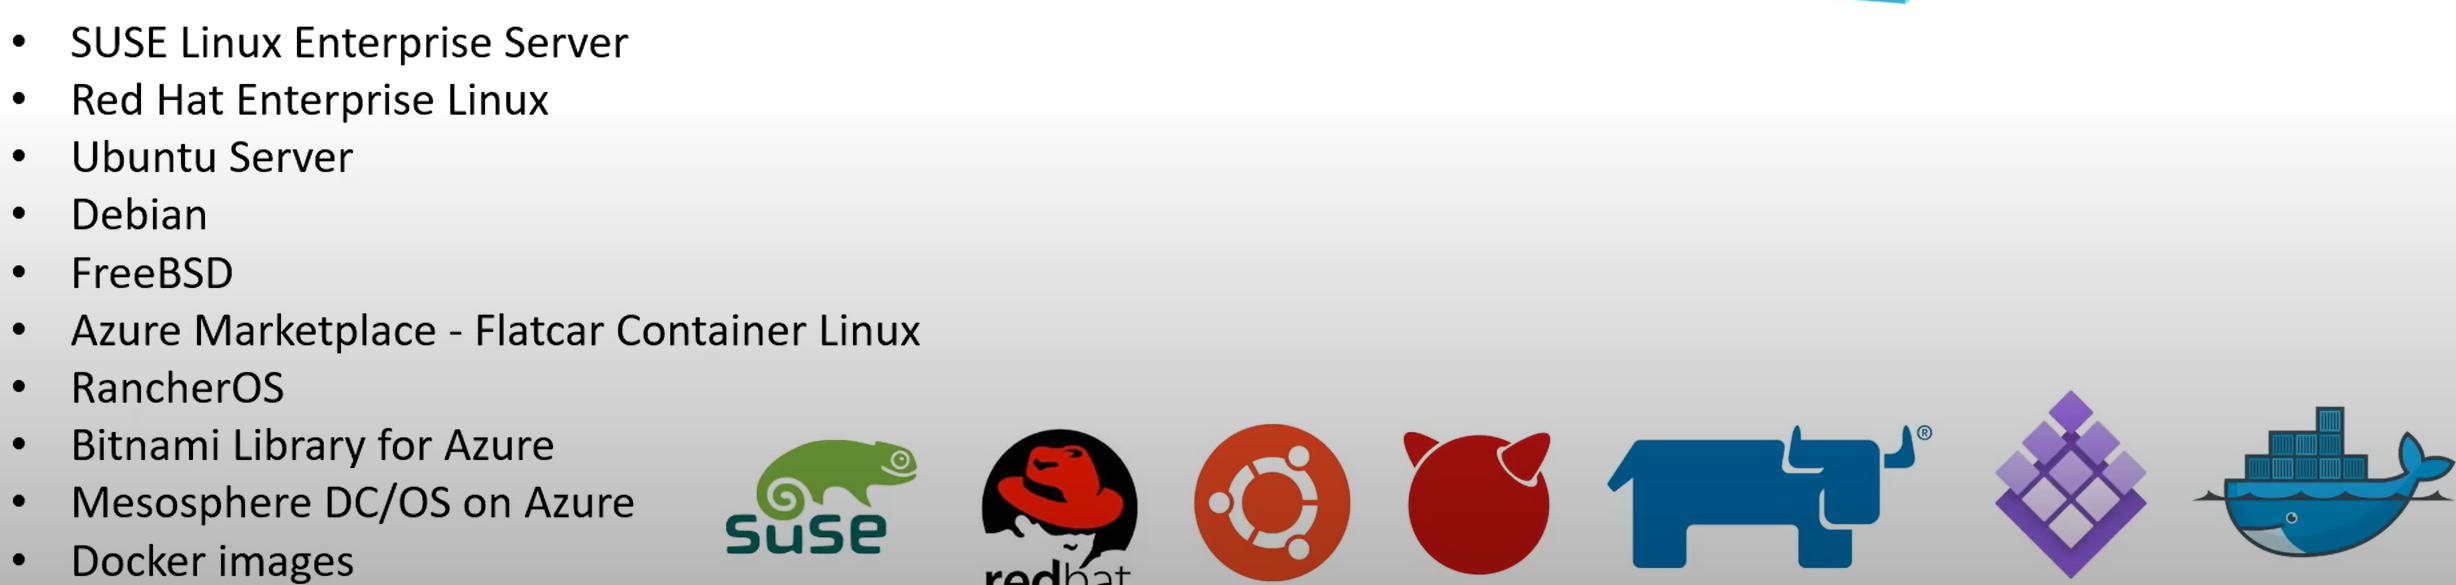 • SUSE Linux Enterprise Server
• Red Hat Enterprise Linux
• Ubuntu Server
• Debian
• FreeBSD
• Azure Marketplace - Flatcar Container Linux
• RancherOS
• Bitnami Library for Azure
• Mesosphere DC/OS on Azure
• Docker images
suse
redhat
®